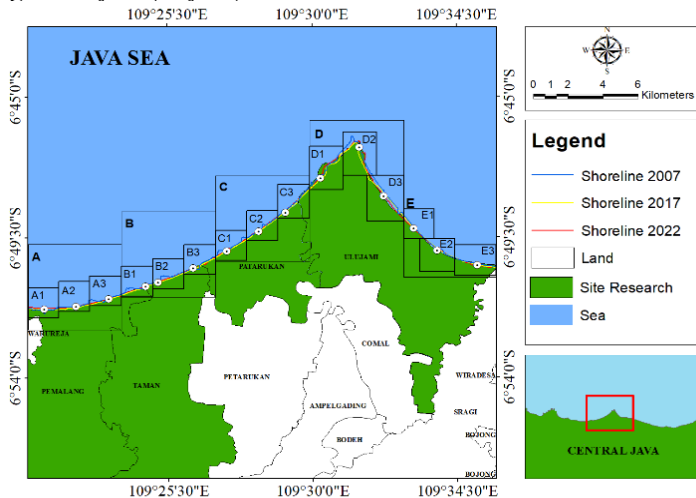 109°25'30"E 109°30'0"E 109°34'30"E
JAVA SEA
N
W E
S
0 1 2 4 6
Kilometers
6°45'0"S 6°45'0"S
Legend
Shoreline 2007
Shoreline 2017
Shoreline 2022
Land
Site Research
Sea
D
D1 D2
D3
C
C1 C2 C3
E
E1 E2 E3
B
B1 B2 B3
A
A1 A2 A3
6°49'30"S 6°49'30"S
PATARUKAN ULUJAMI
WARUREJA
COMAL
6°54'0"S 6°54'0"S
PEMALANG TAMAN PETARUKAN WIRADESA
AMPELGADING SRAGI
BODEH BOJONG
BOJONG
CENTRAL JAVA
109°25'30"E 109°30'0"E 109°34'30"E